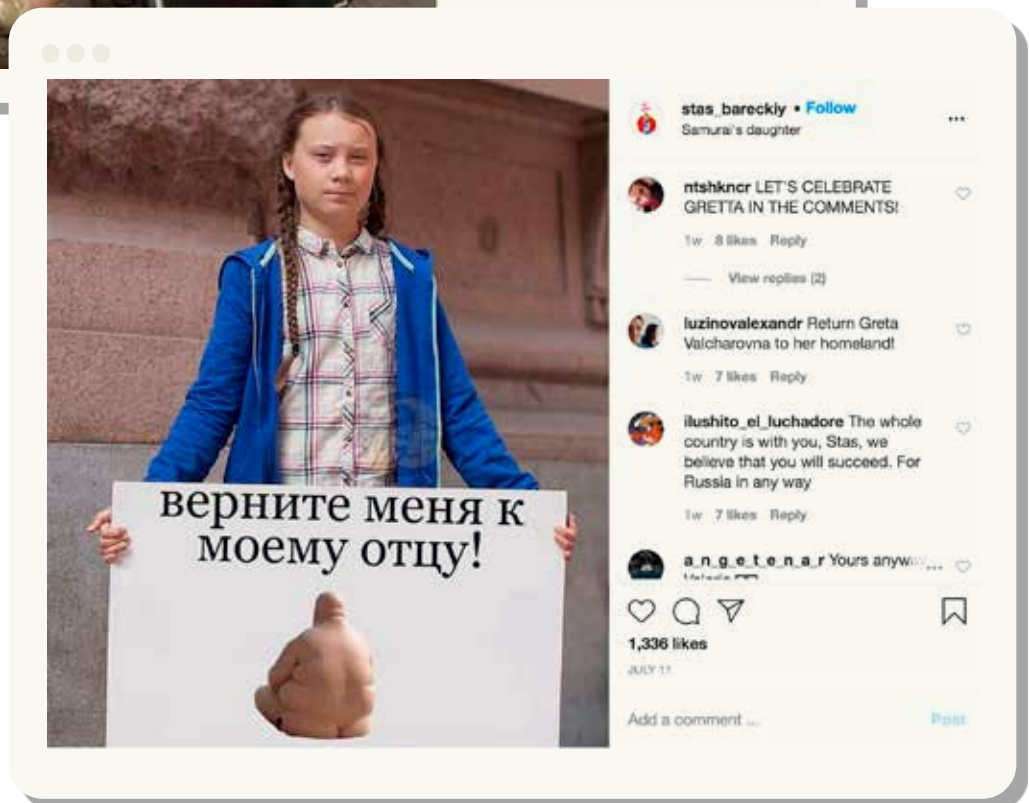 верните меня к
моему отцу!
stas_bareckiy • Follow
Samurai's daughter
ntshkncr LET'S CELEBRATE
GRETTA IN THE COMMENTS!
1w 8 likes Reply
View replies (2)
luzinovalexandr Return Greta
Valcharovna to her homeland!
1w 7 likes Reply
ilushito_el_luchadore The whole
country is with you, Stas, we
believe that you will succeed. For
Russia in any way
1w 7 likes Reply
a_n_g_e_t_e_n_a_r Yours
1,336 likes
JULY 11
Add a comment ...
Post